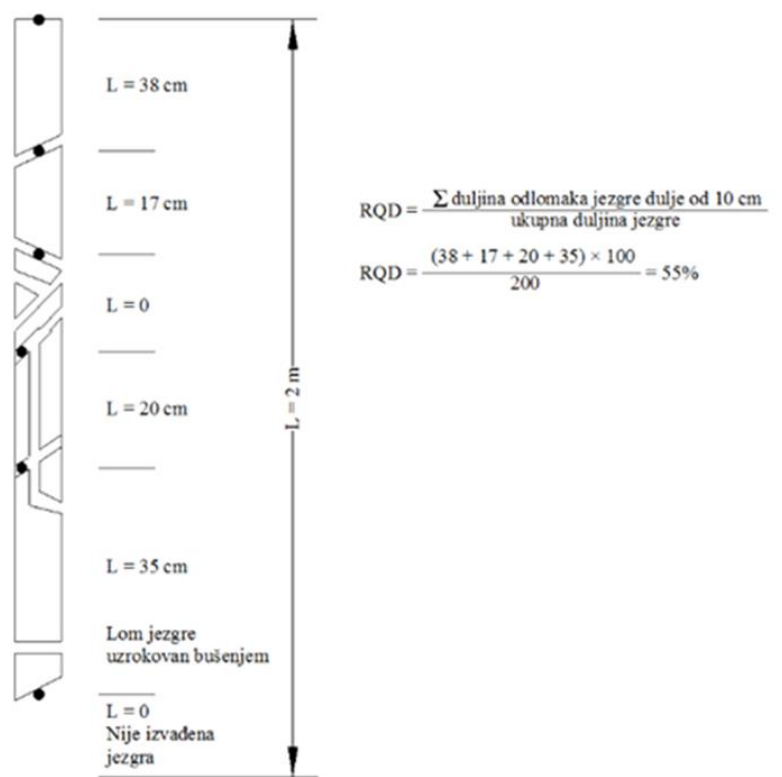 L = 38 cm
L = 17 cm
L = 0
L = 20 cm
L = 35 cm
Lom jezgre
uzrokovan bušenjem
L = 0
Nije izvađena
jezgra
L = 2 m
RQD = Σ duljina odlomaka jezgre dulje od 10 cm
ukupna duljina jezgre
RQD = (38 + 17 + 20 + 35) × 100
200
= 55%